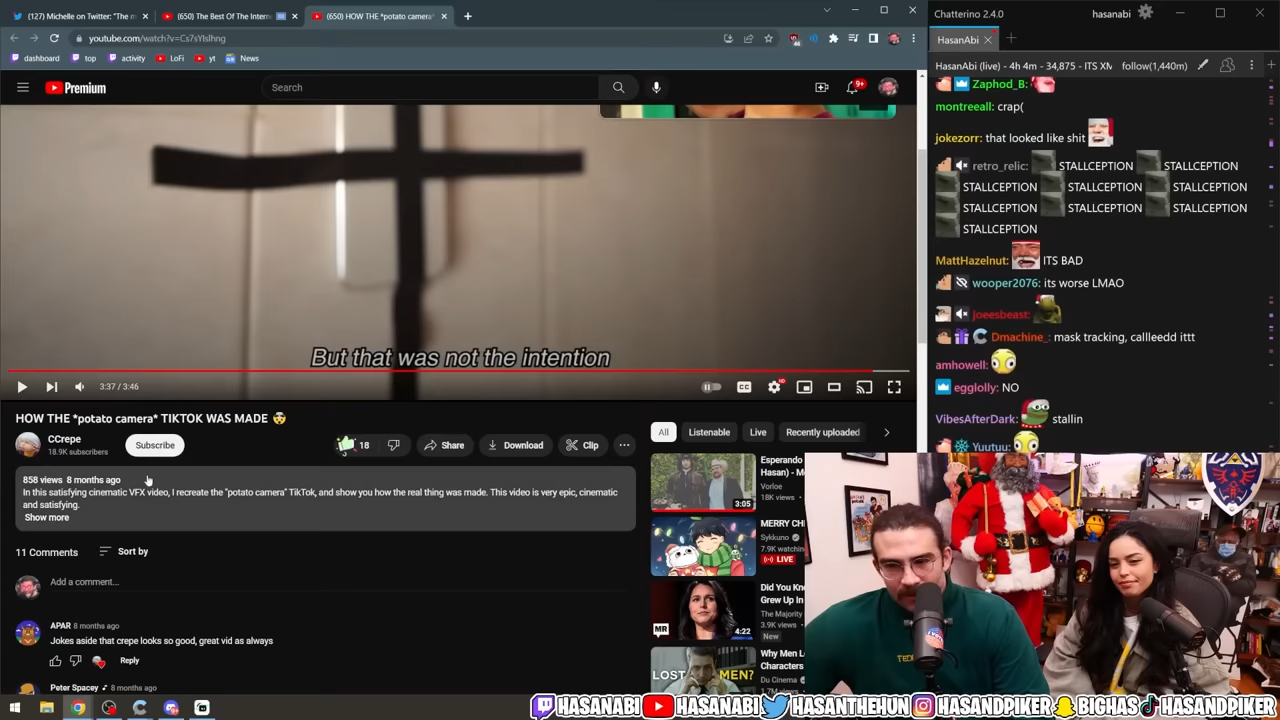 (127) Michelle on Twitter: "The m
(650) The Best Of The Intern
(650) HOW THE *potato camera*
youtube.com/watch?v=Cs7sYIsIhng
dashboard
top
activity
LoFi
yt
News
Premium
Search
9+
But that was not the intention
3:37 / 3:46
HOW THE *potato camera* TIKTOK WAS MADE 🤯
CCrepe
18.9K subscribers
Subscribe
18
Share
Download
Clip
858 views 8 months ago
In this satisfying cinematic VFX video, I recreate the "potato camera" TikTok, and show you how the real thing was made. This video is very epic, cinematic
and satisfying.
Show more
11 Comments
Sort by
Add a comment...
APAR 8 months ago
Jokes aside that crepe looks so good, great vid as always
Reply
Peter Spacey 8 months ago
All
Listenable
Live
Recently uploaded
Esperando
Hasan) - M
Vorloe
18K views
3:05
MERRY CH
Sykkuno
7.9K watching
LIVE
Did You Kno
Grew Up In
The Majority
3.9K views
New
MR
4:22
Why Men L
Characters
Du Cinema
1.7M views
LOST MEN?
Chatterino 2.4.0
hasanabi
HasanAbi
HasanAbi (live) - 4h 4m - 34,875 - ITS XM
follow(1,440m)
Zaphod_B:
montreeall: crap(
jokezorr: that looked like shit
retro_relic: STALLCEPTION STALLCEPTION
STALLCEPTION STALLCEPTION STALLCEPTION
STALLCEPTION STALLCEPTION STALLCEPTION
STALLCEPTION
MattHazelnut: ITS BAD
wooper2076: its worse LMAO
joeesbeast:
Dmachine_: mask tracking, callleedd ittt
amhowell:
eggiolly: NO
VibesAfterDark: stallin
Yuutuu:
HASANABI HASANABI HASANTHEHUN HASANDPIKER BIGHAS HASANDPIKER